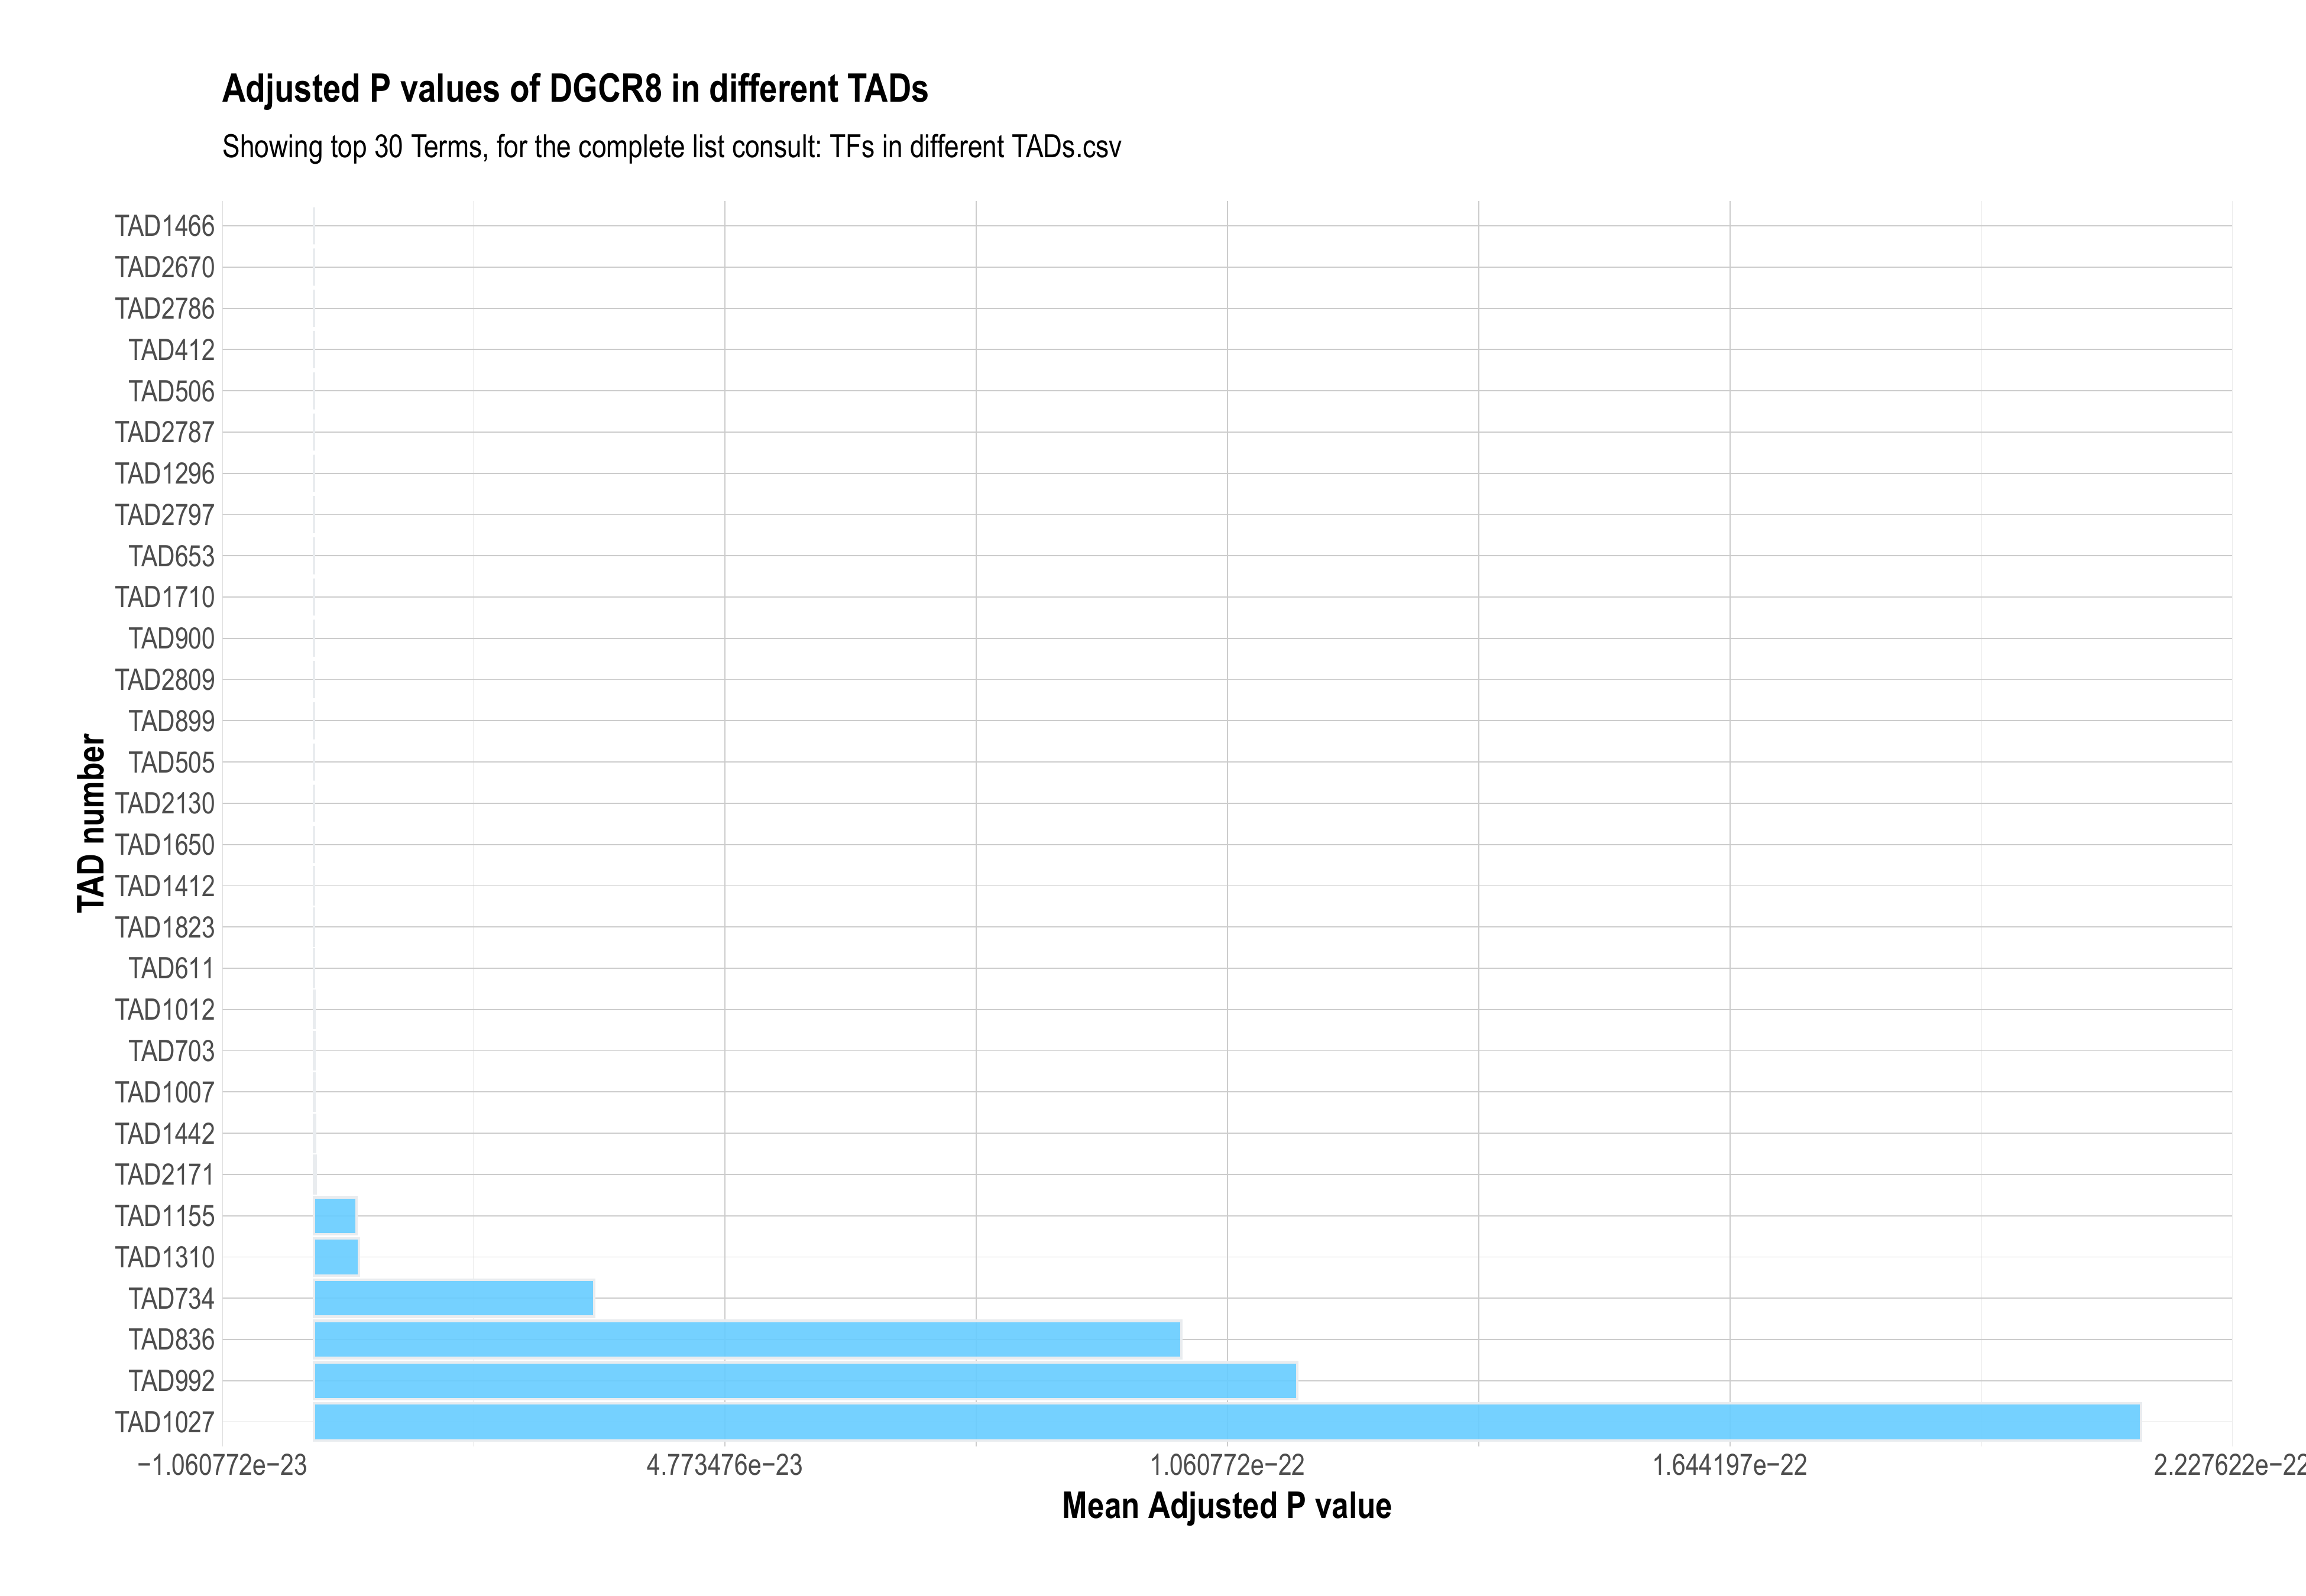 Adjusted P values of DGCR8 in different TADs
Showing top 30 Terms, for the complete list consult: TFs in different TADs.csv
TAD number
TAD1466
TAD2670
TAD2786
TAD412
TAD506
TAD2787
TAD1296
TAD2797
TAD653
TAD1710
TAD900
TAD2809
TAD899
TAD505
TAD2130
TAD1650
TAD1412
TAD1823
TAD611
TAD1012
TAD703
TAD1007
TAD1442
TAD2171
TAD1155
TAD1310
TAD734
TAD836
TAD992
TAD1027
−1.060772e−23 4.773476e−23 1.060772e−22 1.644197e−22 2.227622e−22
Mean Adjusted P value